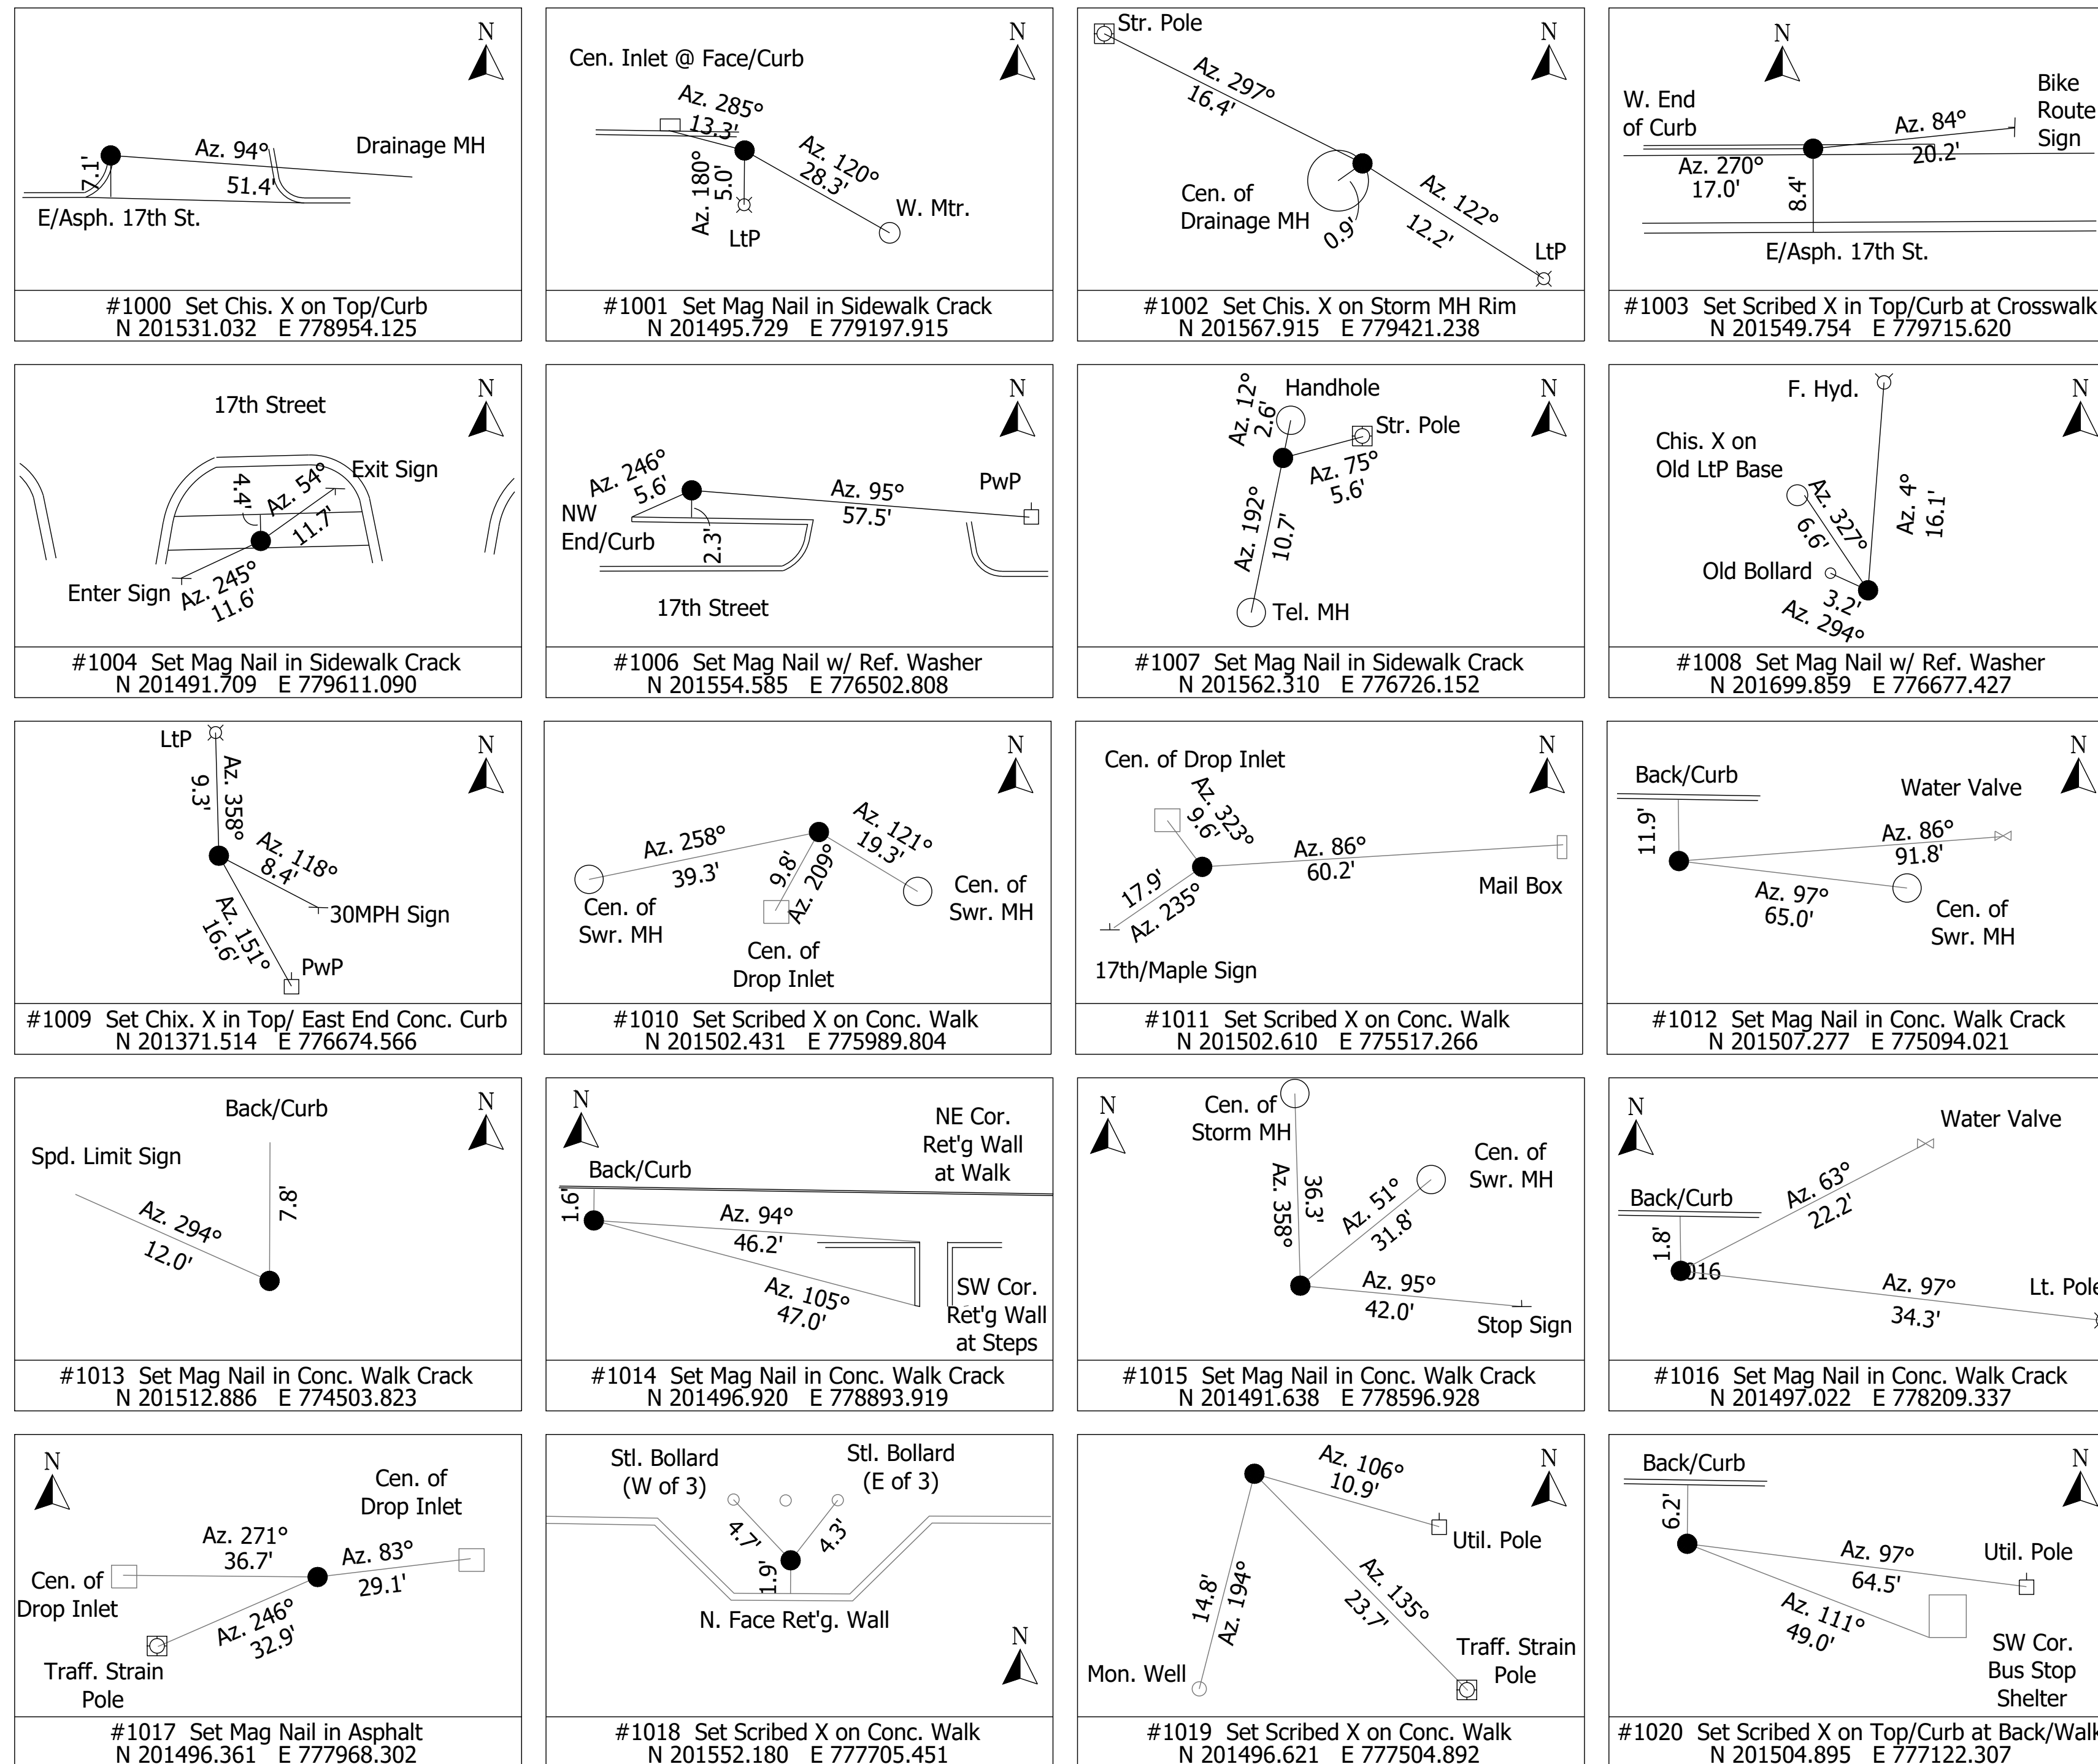 N
Az. 94°
51.4'
7.1'
Drainage MH
E/Asph. 17th St.
#1000 Set Chis. X on Top/Curb
N 201531.032 E 778954.125
N
Cen. Inlet @ Face/Curb
Az. 285°
13.3'
Az. 120°
28.3'
Az. 180°
5.0'
W. Mtr.
LtP
#1001 Set Mag Nail in Sidewalk Crack
N 201495.729 E 779197.915
Str. Pole
N
Az. 297°
16.4'
Cen. of
Drainage MH
0.9'
Az. 122°
12.2'
LtP
#1002 Set Chis. X on Storm MH Rim
N 201567.915 E 779421.238
N
W. End
of Curb
Bike
Route
Sign
Az. 84°
20.2'
Az. 270°
17.0'
8.4'
E/Asph. 17th St.
#1003 Set Scribed X in Top/Curb at Crosswalk
N 201549.754 E 779715.620
N
17th Street
Exit Sign
Az. 54°
11.7'
4.4'
Enter Sign
Az. 245°
11.6'
#1004 Set Mag Nail in Sidewalk Crack
N 201491.709 E 779611.090
N
Az. 246°
5.6'
Az. 95°
57.5'
PwP
NW
End/Curb
2.3'
17th Street
#1006 Set Mag Nail w/ Ref. Washer
N 201554.585 E 776502.808
N
Az. 12°
2.6'
Handhole
Str. Pole
Az. 75°
5.6'
Az. 192°
10.7'
Tel. MH
#1007 Set Mag Nail in Sidewalk Crack
N 201562.310 E 776726.152
N
F. Hyd.
Chis. X on
Old LtP Base
Az. 327°
6.6'
Az. 4°
16.1'
Old Bollard
3.2'
Az. 294°
#1008 Set Mag Nail w/ Ref. Washer
N 201699.859 E 776677.427
LtP
N
Az. 358°
9.3'
Az. 118°
8.4'
30MPH Sign
Az. 151°
16.6'
PwP
#1009 Set Chix. X in Top/ East End Conc. Curb
N 201371.514 E 776674.566
N
Az. 258°
39.3'
Az. 121°
19.3'
9.8'
Az. 209°
Cen. of
Swr. MH
Cen. of
Swr. MH
Cen. of
Drop Inlet
#1010 Set Scribed X on Conc. Walk
N 201502.431 E 775989.804
N
Cen. of Drop Inlet
Az. 323°
9.6'
Az. 86°
60.2'
17.9'
Az. 235°
Mail Box
17th/Maple Sign
#1011 Set Scribed X on Conc. Walk
N 201502.610 E 775517.266
N
Back/Curb
Water Valve
11.9'
Az. 86°
91.8'
Az. 97°
65.0'
Cen. of
Swr. MH
#1012 Set Mag Nail in Conc. Walk Crack
N 201507.277 E 775094.021
N
Back/Curb
Spd. Limit Sign
Az. 294°
12.0'
7.8'
#1013 Set Mag Nail in Conc. Walk Crack
N 201512.886 E 774503.823
N
NE Cor.
Ret'g Wall
at Walk
Back/Curb
1.6'
Az. 94°
46.2'
Az. 105°
47.0'
SW Cor.
Ret'g Wall
at Steps
#1014 Set Mag Nail in Conc. Walk Crack
N 201496.920 E 778893.919
N
Cen. of
Storm MH
Cen. of
Swr. MH
36.3'
Az. 358°
Az. 51°
31.8'
Az. 95°
42.0'
Stop Sign
#1015 Set Mag Nail in Conc. Walk Crack
N 201491.638 E 778596.928
N
Water Valve
Back/Curb
Az. 63°
22.2'
1.8'
016
Az. 97°
34.3'
Lt. Pole
#1016 Set Mag Nail in Conc. Walk Crack
N 201497.022 E 778209.337
N
Cen. of
Drop Inlet
Az. 271°
36.7'
Az. 83°
29.1'
Cen. of
Drop Inlet
Az. 246°
32.9'
Traff. Strain
Pole
#1017 Set Mag Nail in Asphalt
N 201496.361 E 777968.302
Stl. Bollard
(W of 3)
Stl. Bollard
(E of 3)
4.7'
4.3'
1.9'
N. Face Ret'g. Wall
N
#1018 Set Scribed X on Conc. Walk
N 201552.180 E 777705.451
N
Az. 106°
10.9'
Util. Pole
14.8'
Az. 194°
Az. 135°
23.7'
Mon. Well
Traff. Strain
Pole
#1019 Set Scribed X on Conc. Walk
N 201496.621 E 777504.892
N
Back/Curb
6.2'
Az. 97°
64.5'
Util. Pole
Az. 111°
49.0'
SW Cor.
Bus Stop
Shelter
#1020 Set Scribed X on Top/Curb at Back/Walk
N 201504.895 E 777122.307